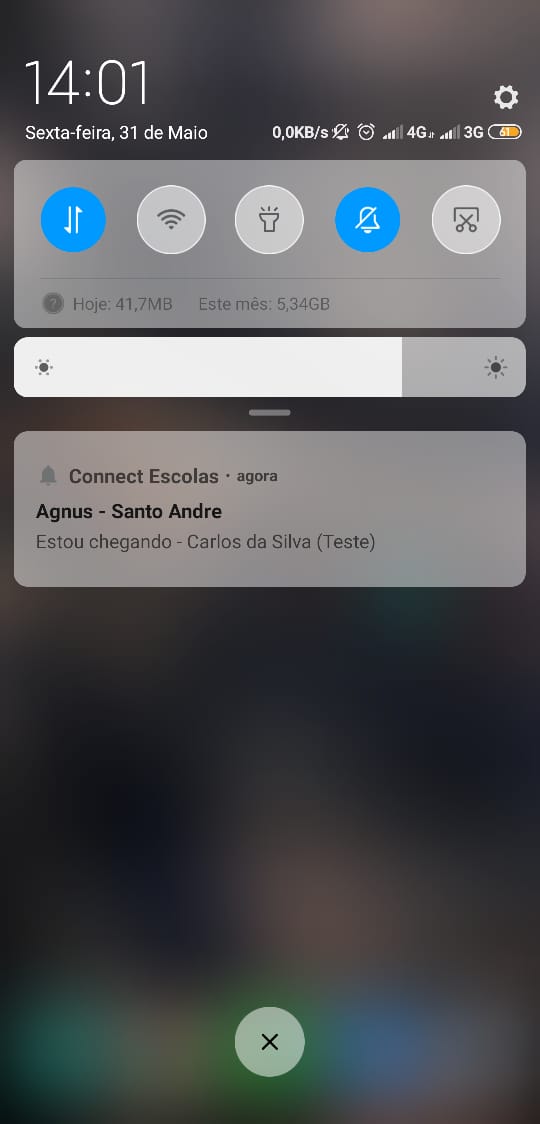 14:01
Sexta-feira, 31 de Maio 0,0KB/s 4G 3G 61
? Hoje: 41,7MB Este mês: 5,34GB
Connect Escolas · agora
Agnus - Santo Andre
Estou chegando - Carlos da Silva (Teste)